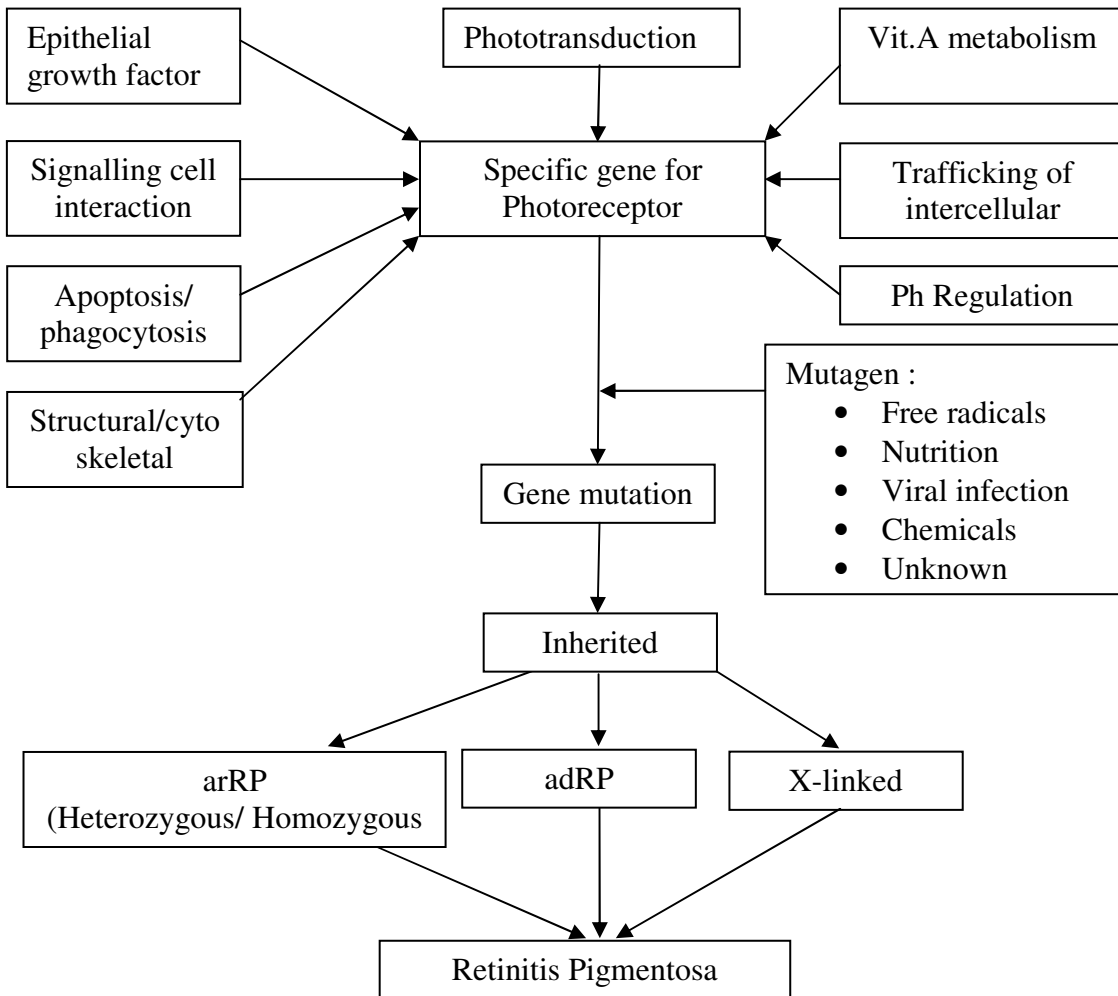 Epithelial
growth factor
Phototransduction
Vit.A metabolism
Signalling cell
interaction
Specific gene for
Photoreceptor
Trafficking of
intercellular
Apoptosis/
phagocytosis
Ph Regulation
Structural/cyto
skeletal
Mutagen :
• Free radicals
• Nutrition
• Viral infection
• Chemicals
• Unknown
Gene mutation
Inherited
arRP
(Heterozygous/ Homozygous
adRP
X-linked
Retinitis Pigmentosa